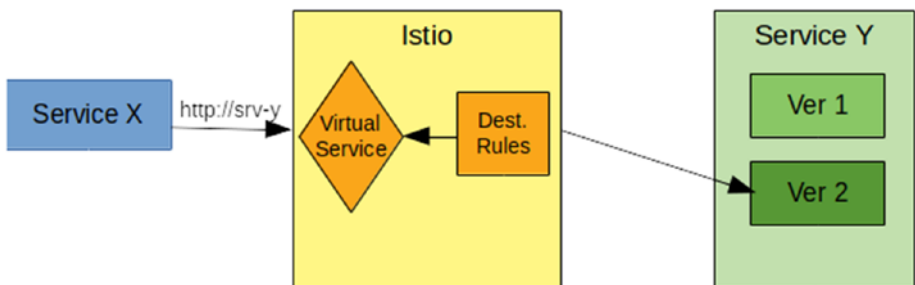 Istio
Service Y
Service X
http://srv-y
Virtual
Service
Dest.
Rules
Ver 1
Ver 2